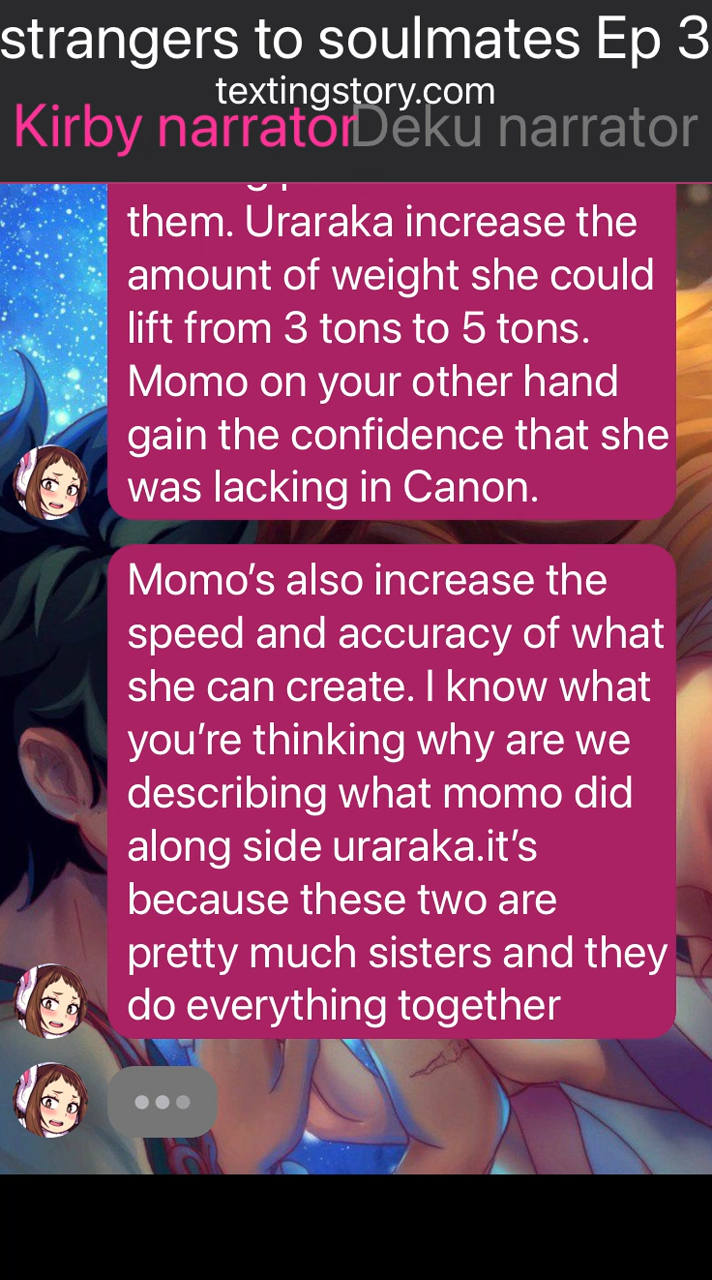 strangers to soulmates Ep 3
textingstory.com
Kirby narrator Deku narrator
them. Uraraka increase the
amount of weight she could
lift from 3 tons to 5 tons.
Momo on your other hand
gain the confidence that she
was lacking in Canon.
Momo’s also increase the
speed and accuracy of what
she can create. I know what
you’re thinking why are we
describing what momo did
along side uraraka.it’s
because these two are
pretty much sisters and they
do everything together